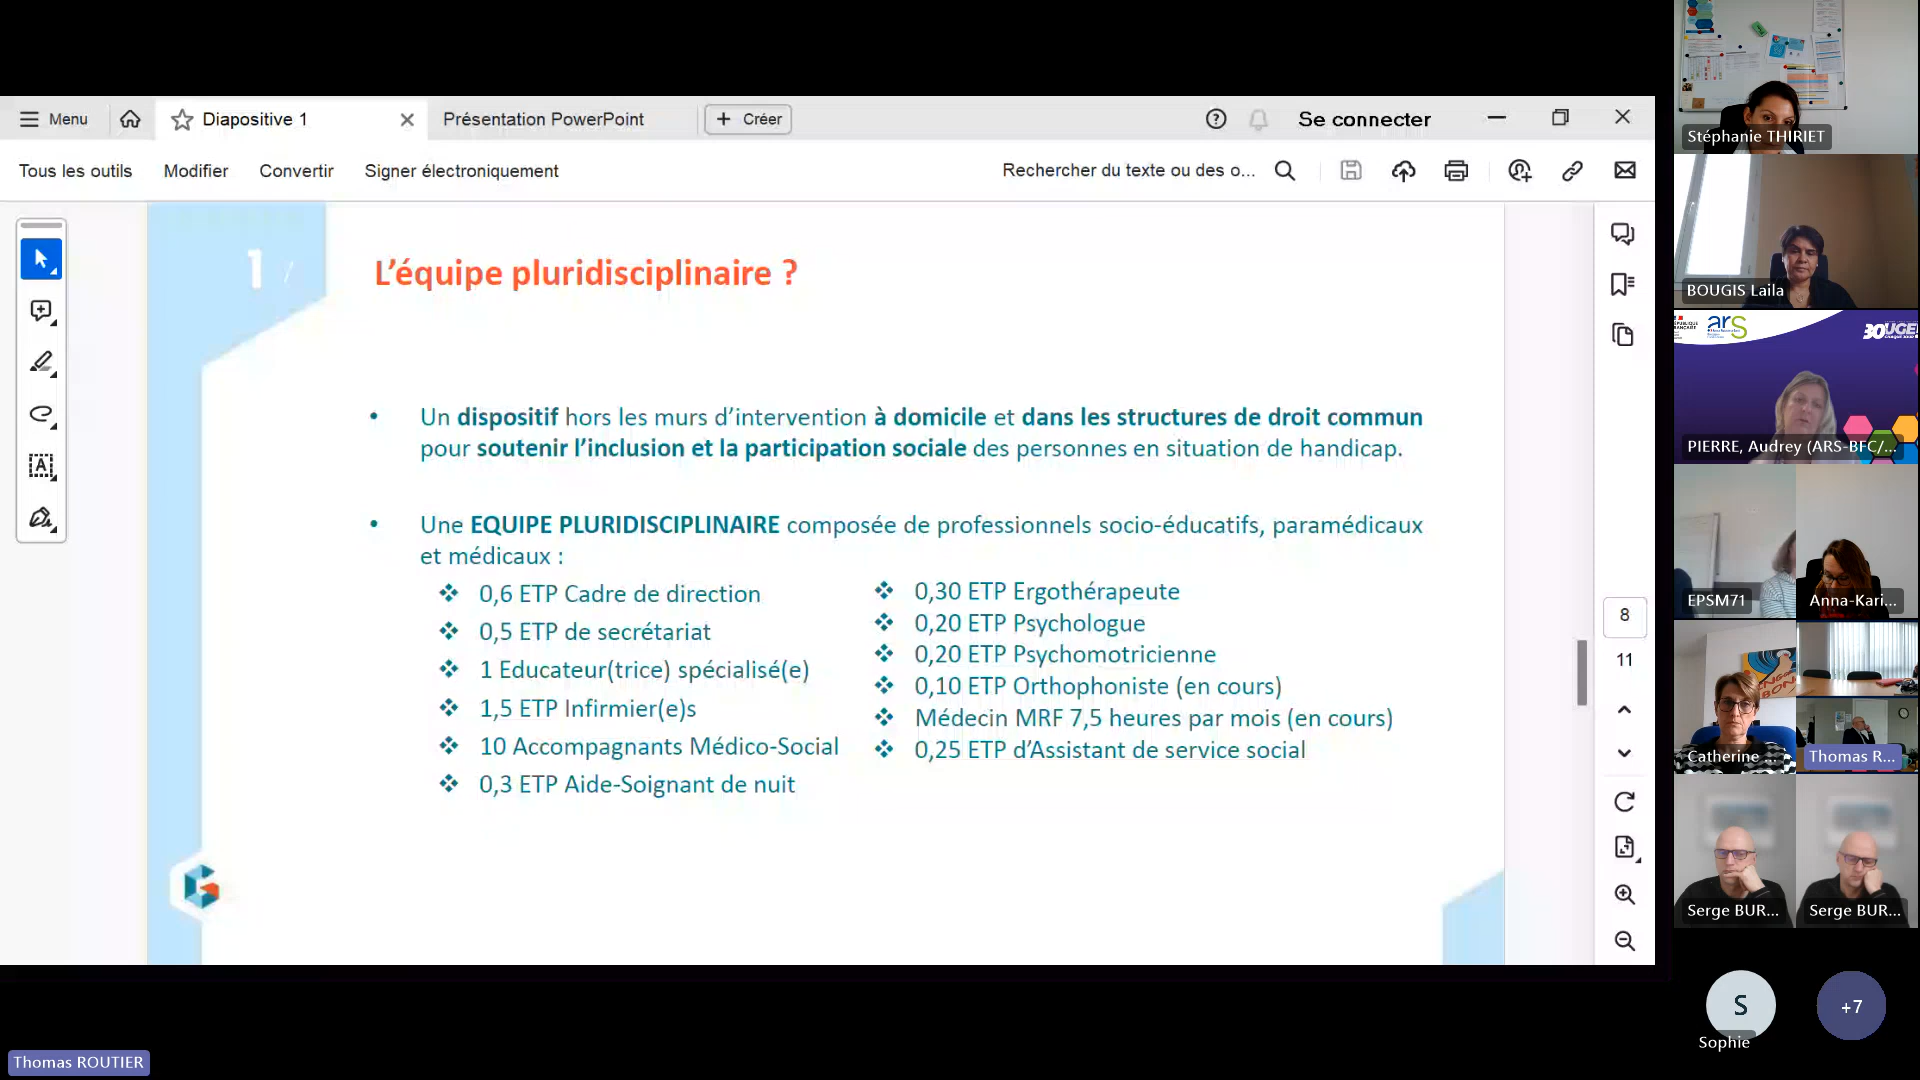 Menu
Diapositive 1
Présentation PowerPoint
Créer
Se connecter
Tous les outils
Modifier
Convertir
Signer électroniquement
Rechercher du texte ou des o...
1
L'équipe pluridisciplinaire ?
• Un dispositif hors les murs d'intervention à domicile et dans les structures de droit commun
pour soutenir l'inclusion et la participation sociale des personnes en situation de handicap.
• Une EQUIPE PLURIDISCIPLINAIRE composée de professionnels socio-éducatifs, paramédicaux
et médicaux :
❖ 0,6 ETP Cadre de direction
❖ 0,5 ETP de secrétariat
❖ 1 Educateur(trice) spécialisé(e)
❖ 1,5 ETP Infirmier(e)s
❖ 10 Accompagnants Médico-Social
❖ 0,3 ETP Aide-Soignant de nuit
❖ 0,30 ETP Ergothérapeute
❖ 0,20 ETP Psychologue
❖ 0,20 ETP Psychomotricienne
❖ 0,10 ETP Orthophoniste (en cours)
❖ Médecin MRF 7,5 heures par mois (en cours)
❖ 0,25 ETP d'Assistant de service social
8
11
Stéphanie THIRIET
BOUGIS Laila
ars
PIERRE, Audrey (ARS-BFC/...
EPSM71
Anna-Kari...
Catherine ...
Thomas R...
Serge BUR...
Serge BUR...
S
Sophie
+7
Thomas ROUTIER